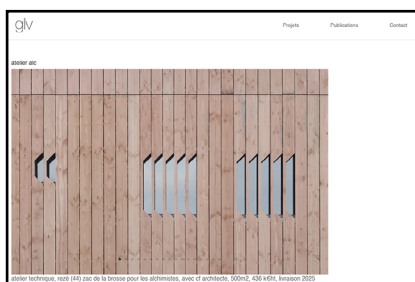 glv
Projets Publications Contact
atelier alc
atelier technique, rezé (44) zac de la brosse pour les alchimistes, avec cf architecte, 500m2, 436 k€ht, livraison 2025